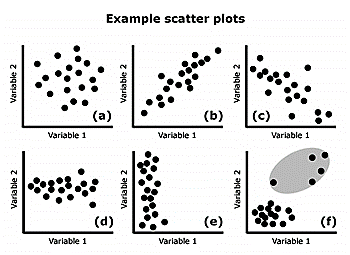 Example scatter plots
Variable 2
(a)
Variable 1
Variable 2
(b)
Variable 1
Variable 2
(c)
Variable 1
Variable 2
(d)
Variable 1
Variable 2
(e)
Variable 1
Variable 2
(f)
Variable 1